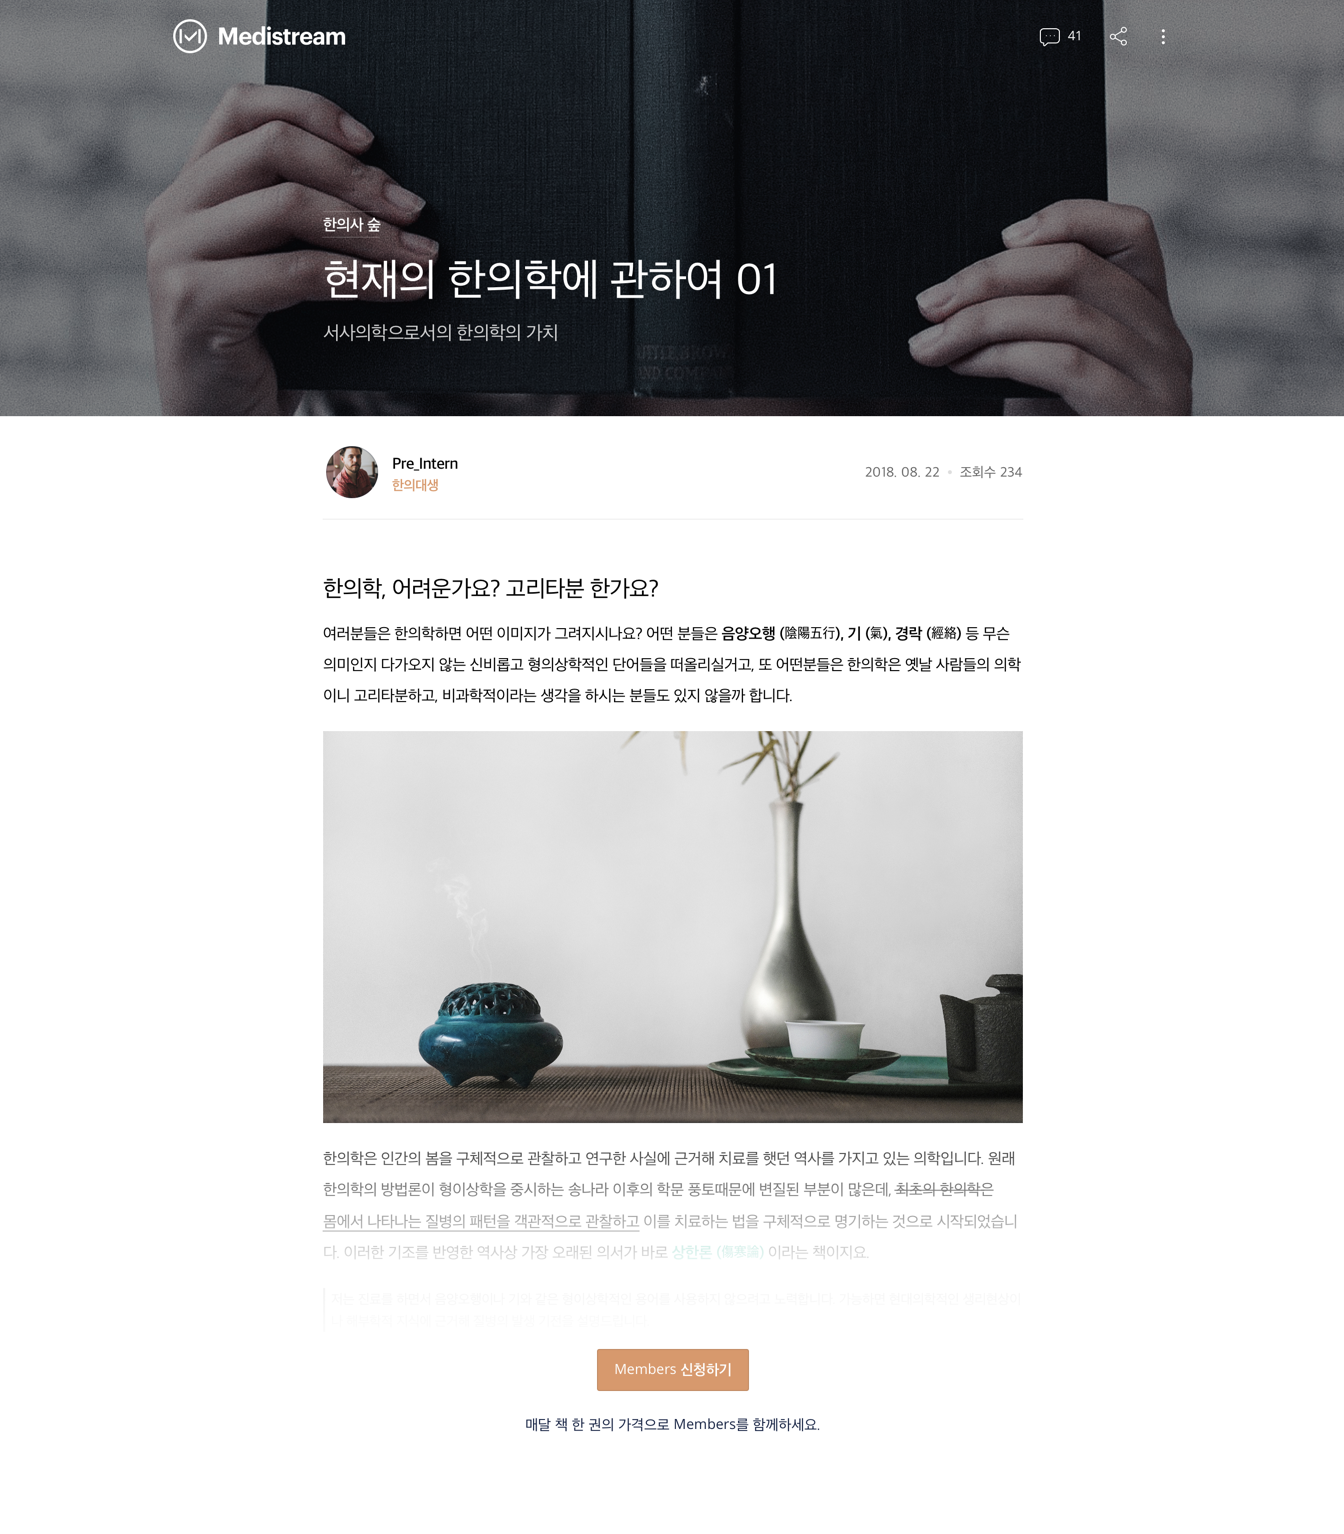 Medistream
41
한의사 숲
현재의 한의학에 관하여 01
서사의학으로서의 한의학의 가치
AND COMPANY
Pre_Intern
한의대생
2018. 08. 22 • 조회수 234
한의학, 어려운가요? 고리타분 한가요?
여러분들은 한의학하면 어떤 이미지가 그려지시나요? 어떤 분들은 음양오행 (陰陽五行), 기 (氣), 경락 (經絡) 등 무슨
의미인지 다가오지 않는 신비롭고 형의상학적인 단어들을 떠올리실거고, 또 어떤분들은 한의학은 옛날 사람들의 의학
이니 고리타분하고, 비과학적이라는 생각을 하시는 분들도 있지 않을까 합니다.
한의학은 인간의 봄을 구체적으로 관찰하고 연구한 사실에 근거해 치료를 햇던 역사를 가지고 있는 의학입니다. 원래
한의학의 방법론이 형이상학을 중시하는 송나라 이후의 학문 풍토때문에 변질된 부분이 많은데, 최초의 한의학은
몸에서 나타나는 질병의 패턴을 객관적으로 관찰하고 이를 치료하는 법을 구체적으로 명기하는 것으로 시작되었습니
다. 이러한 기조를 반영한 역사상 가장 오래된 의서가 바로 상한론 (傷寒論) 이라는 책이지요.
Members 신청하기
매달 책 한 권의 가격으로 Members를 함께하세요.